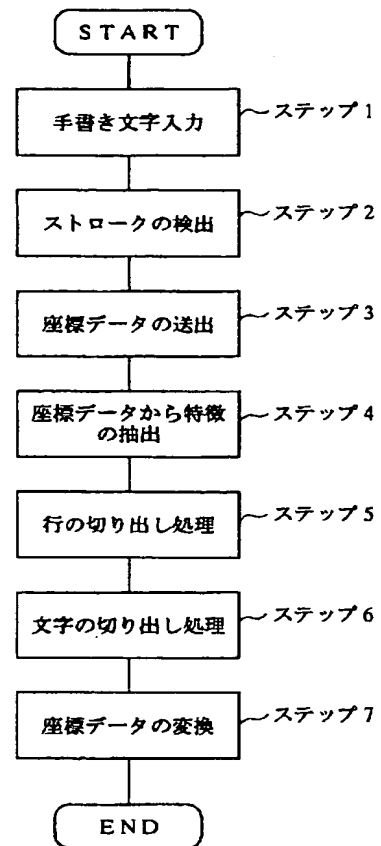 START
手書き文字入力
ステップ1
ストロークの検出
ステップ2
座標データの送出
ステップ3
座標データから特徴
の抽出
ステップ4
行の切り出し処理
ステップ5
文字の切り出し処理
ステップ6
座標データの変換
ステップ7
END